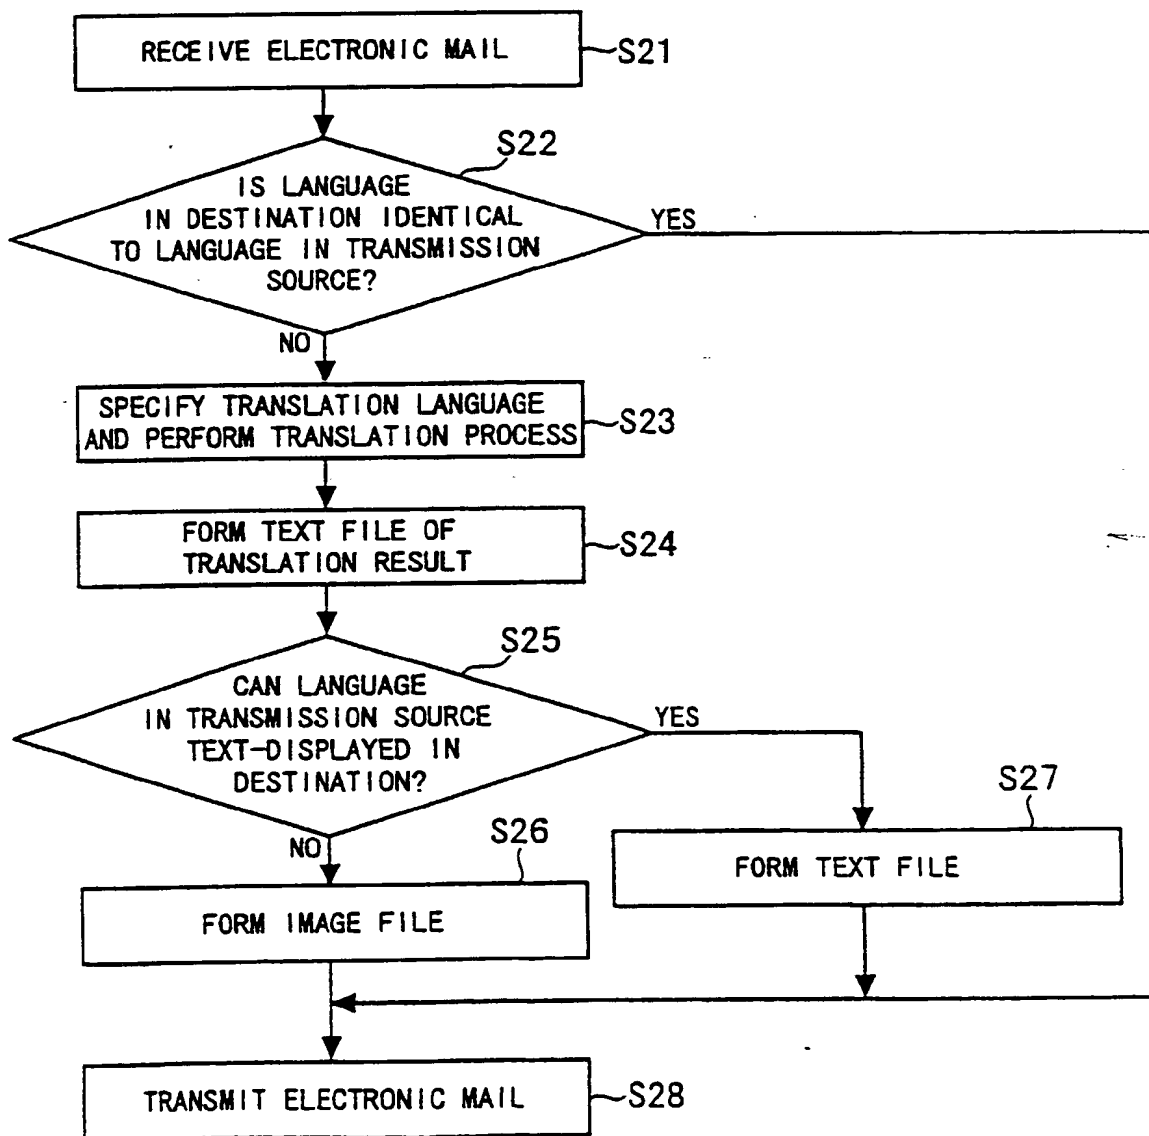 RECEIVE ELECTRONIC MAIL
S21
S22
IS LANGUAGE
IN DESTINATION IDENTICAL
TO LANGUAGE IN TRANSMISSION
SOURCE?
YES
NO
SPECIFY TRANSLATION LANGUAGE
AND PERFORM TRANSLATION PROCESS
S23
FORM TEXT FILE OF
TRANSLATION RESULT
S24
S25
CAN LANGUAGE
IN TRANSMISSION SOURCE
TEXT-DISPLAYED IN
DESTINATION?
YES
NO
S26
FORM IMAGE FILE
S27
FORM TEXT FILE
TRANSMIT ELECTRONIC MAIL
S28